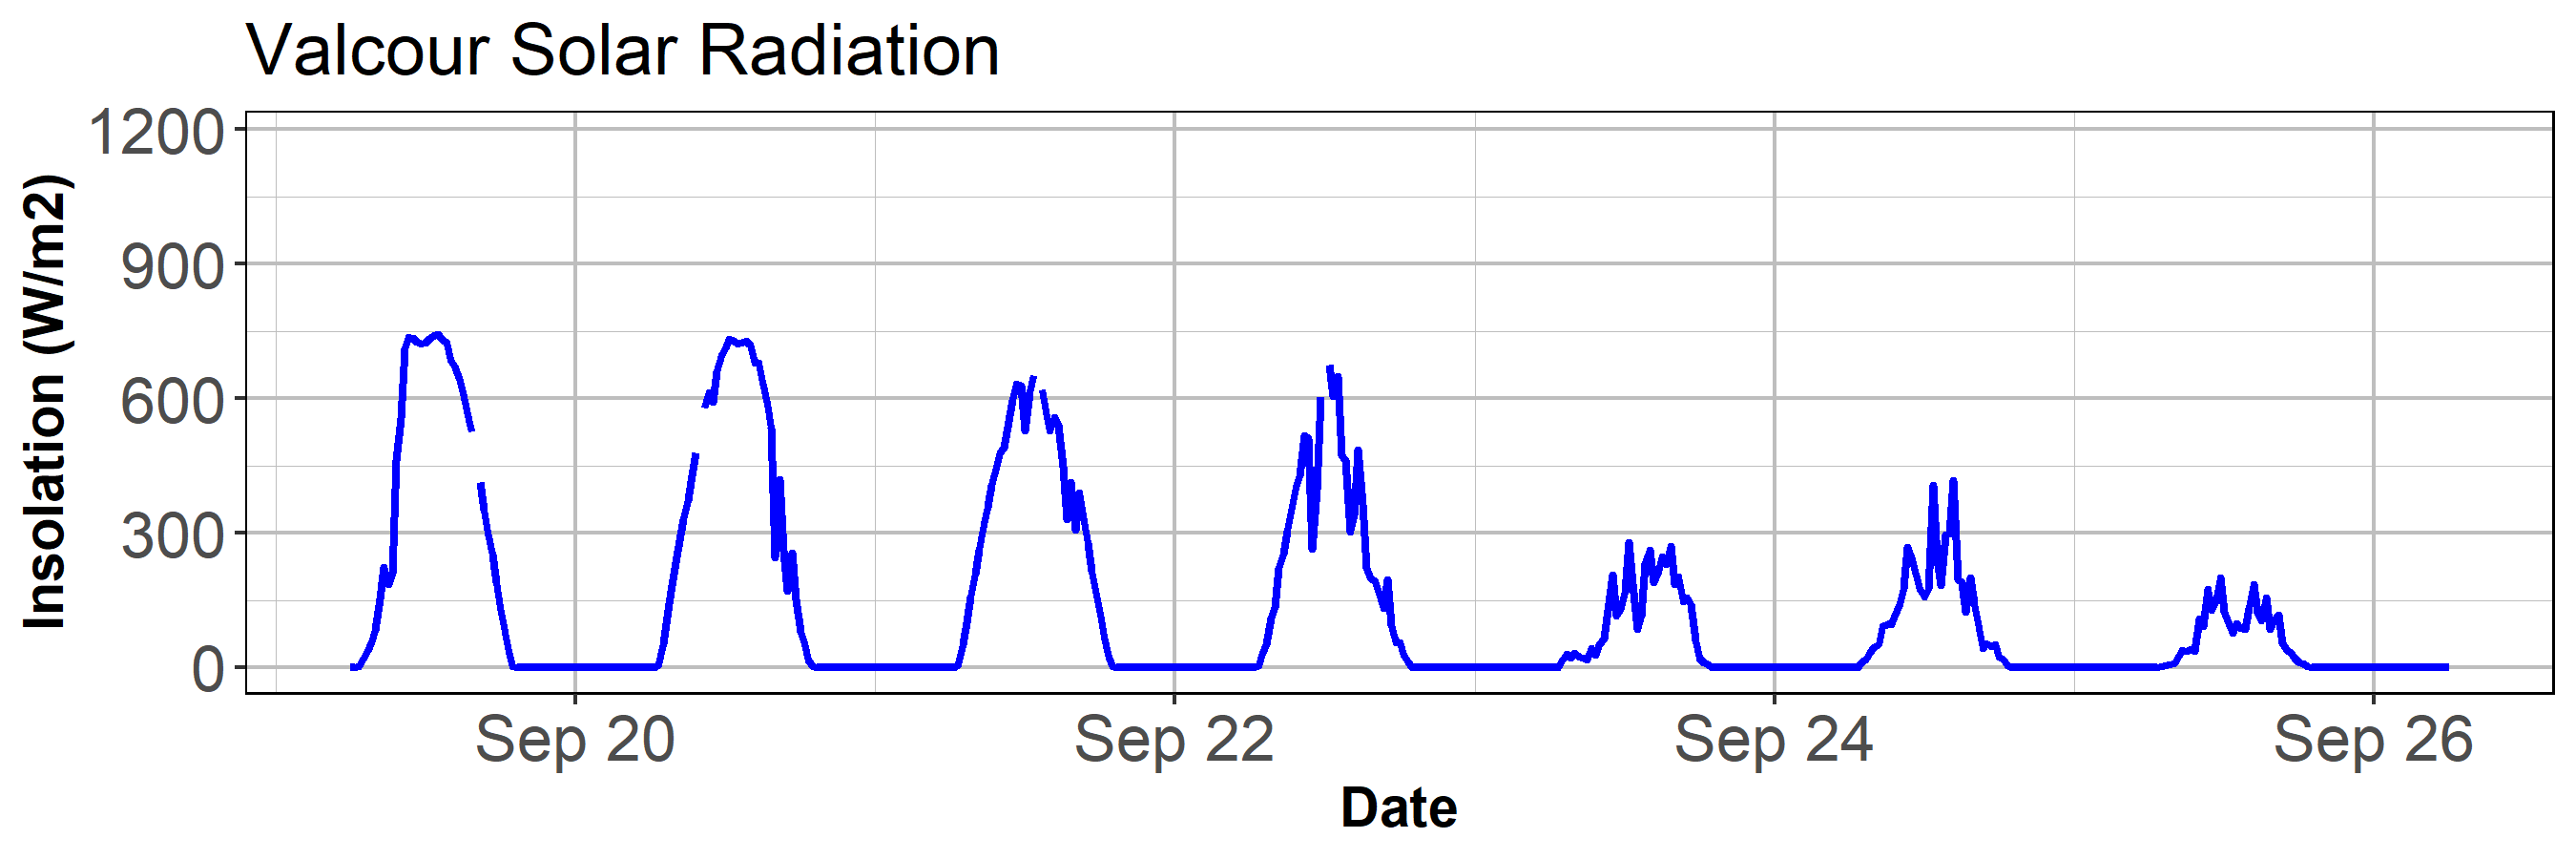 Valcour Solar Radiation
1200
900
600
300
0
Insolation (W/m2)
Sep 20 Sep 22 Sep 24 Sep 26
Date